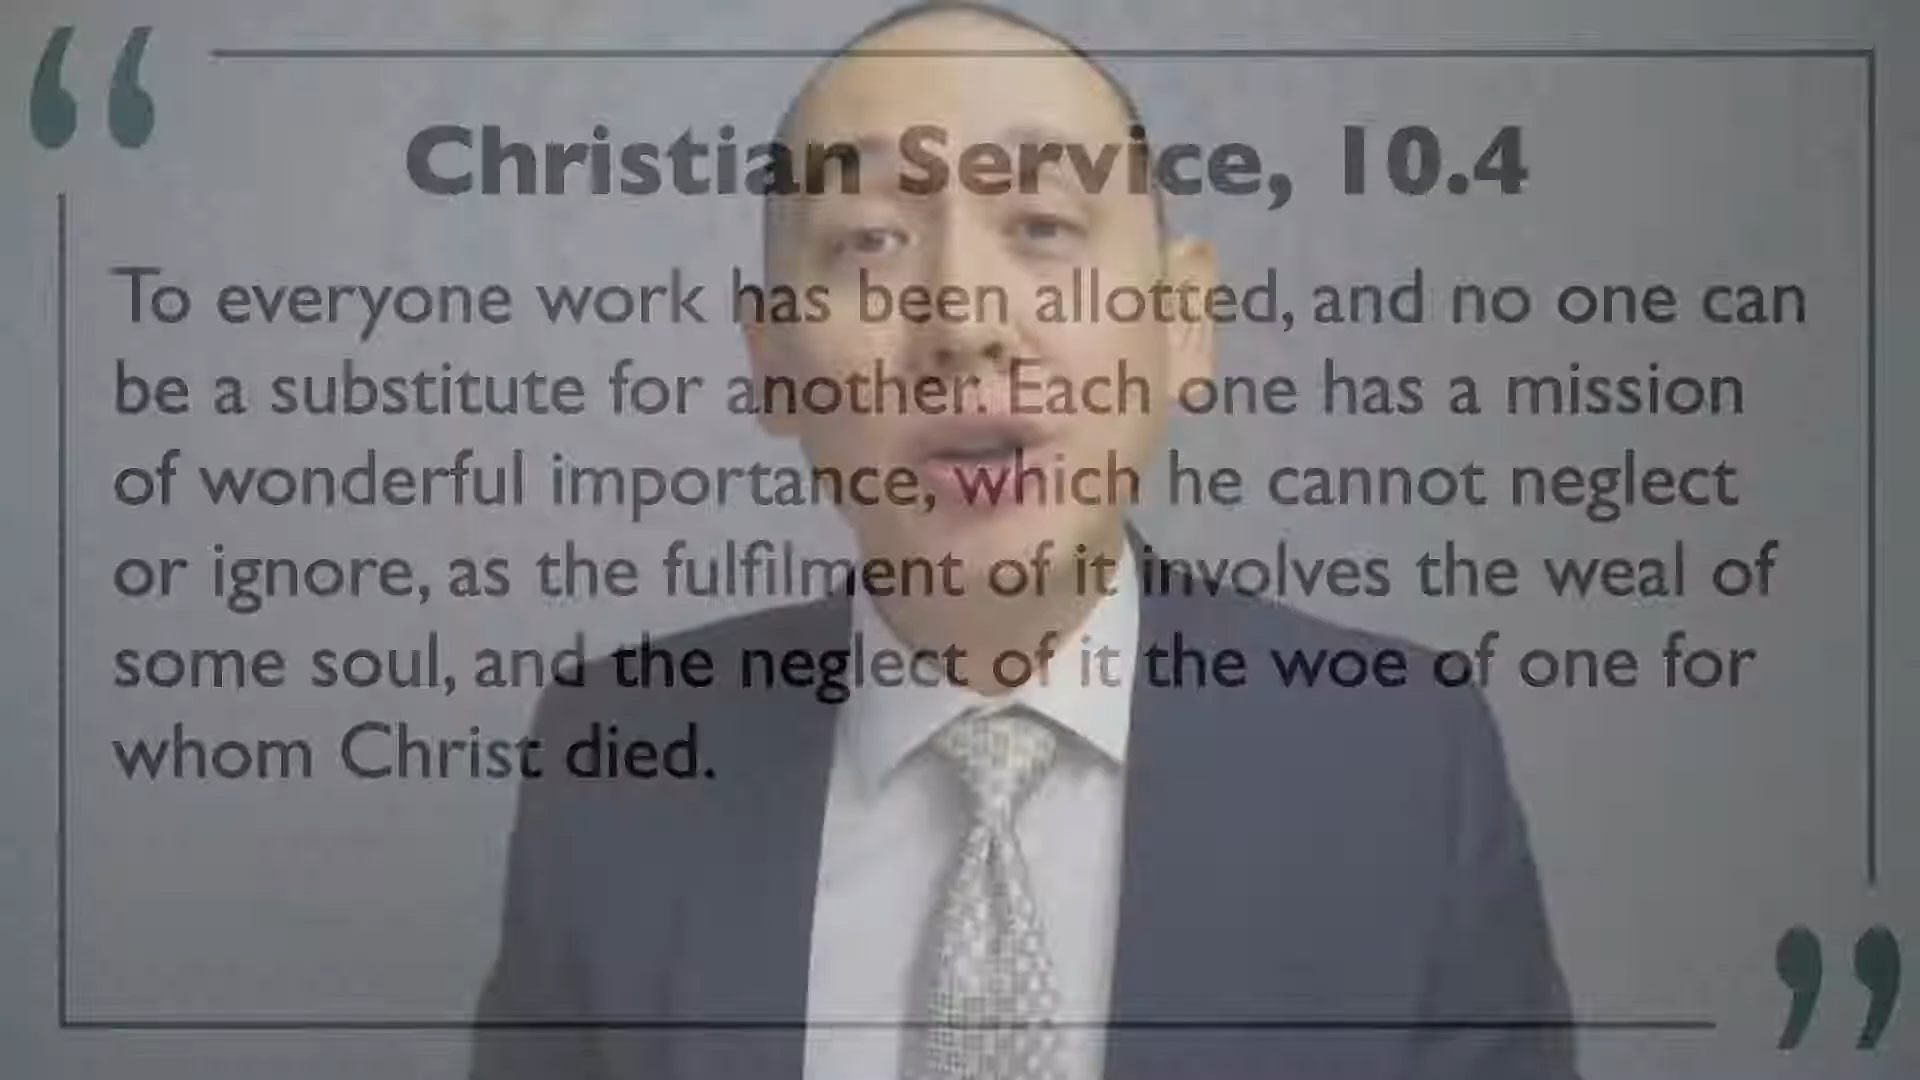 Christian Service, 10.4
To everyone work has been allotted, and no one can
be a substitute for another. Each one has a mission
of wonderful importance, which he cannot neglect
or ignore, as the fulfilment of it involves the weal of
some soul, and the neglect of it the woe of one for
whom Christ died.